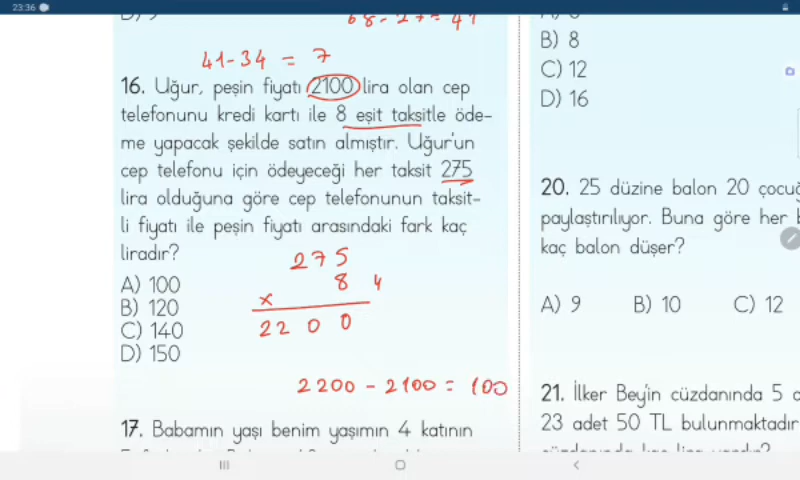 23:36
D) 9
68-27=41
41-34 = 7
16. Uğur, peşin fiyatı 2100 lira olan cep
telefonunu kredi kartı ile 8 eşit taksitle öde-
me yapacak şekilde satın almıştır. Uğur'un
cep telefonu için ödeyeceği her taksit 275
lira olduğuna göre cep telefonunun taksit-
li fiyatı ile peşin fiyatı arasındaki fark kaç
liradır?
A) 100
B) 120
C) 140
D) 150
275
8 4
x
2200
2200-2100=100
17. Babamın yaşı benim yaşımın 4 katının
B) 8
C) 12
D) 16
20. 25 düzine balon 20 çocuğ
paylaştırılıyor. Buna göre her b
kaç balon düşer?
A) 9 B) 10 C) 12
21. İlker Bey'in cüzdanında 5 a
23 adet 50 TL bulunmaktadır